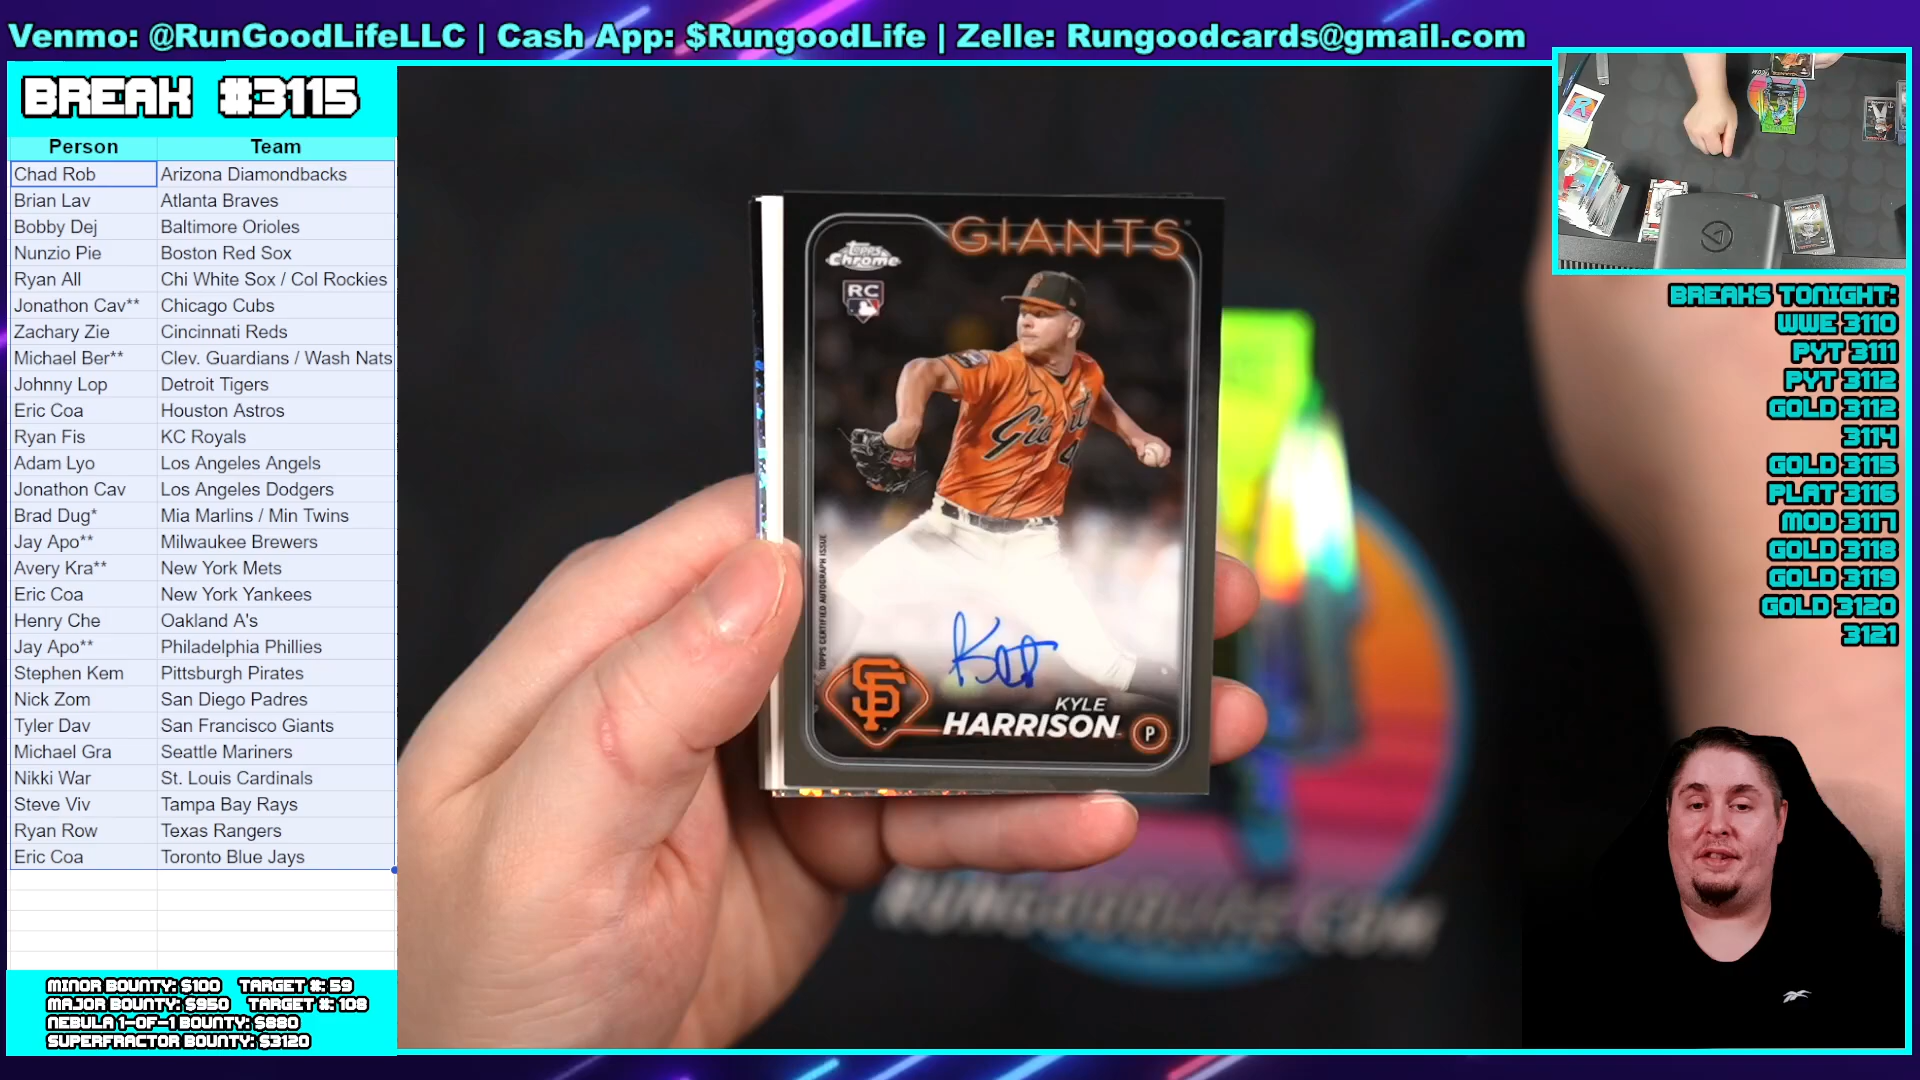 Venmo: @RunGoodLifeLLC | Cash App: $RungoodLife | Zelle: Rungoodcards@gmail.com
BREAK #3115
Person Team
Chad Rob Arizona Diamondbacks
Brian Lav Atlanta Braves
Bobby Dej Baltimore Orioles
Nunzio Pie Boston Red Sox
Ryan All Chi White Sox / Col Rockies
Jonathon Cav** Chicago Cubs
Zachary Zie Cincinnati Reds
Michael Ber** Clev. Guardians / Wash Nats
Johnny Lop Detroit Tigers
Eric Coa Houston Astros
Ryan Fis KC Royals
Adam Lyo Los Angeles Angels
Jonathon Cav Los Angeles Dodgers
Brad Dug* Mia Marlins / Min Twins
Jay Apo** Milwaukee Brewers
Avery Kra** New York Mets
Eric Coa New York Yankees
Henry Che Oakland A's
Jay Apo** Philadelphia Phillies
Stephen Kem Pittsburgh Pirates
Nick Zom San Diego Padres
Tyler Dav San Francisco Giants
Michael Gra Seattle Mariners
Nikki War St. Louis Cardinals
Steve Viv Tampa Bay Rays
Ryan Row Texas Rangers
Eric Coa Toronto Blue Jays
MINOR BOUNTY: $100 TARGET #: 59
MAJOR BOUNTY: $950 TARGET #: 108
NEBULA 1-OF-1 BOUNTY: $880
SUPERFRACTOR BOUNTY: $3120
GIANTS
Topps Chrome
RC
Giants
TOPPS CERTIFIED AUTOGRAPH ISSUE
SF
KYLE
HARRISON
P
RUNGOODLIFE.COM
BREAKS TONIGHT:
WWE 3110
PYT 3111
PYT 3112
GOLD 3112
3114
GOLD 3115
PLAT 3116
MOD 3117
GOLD 3118
GOLD 3119
GOLD 3120
3121